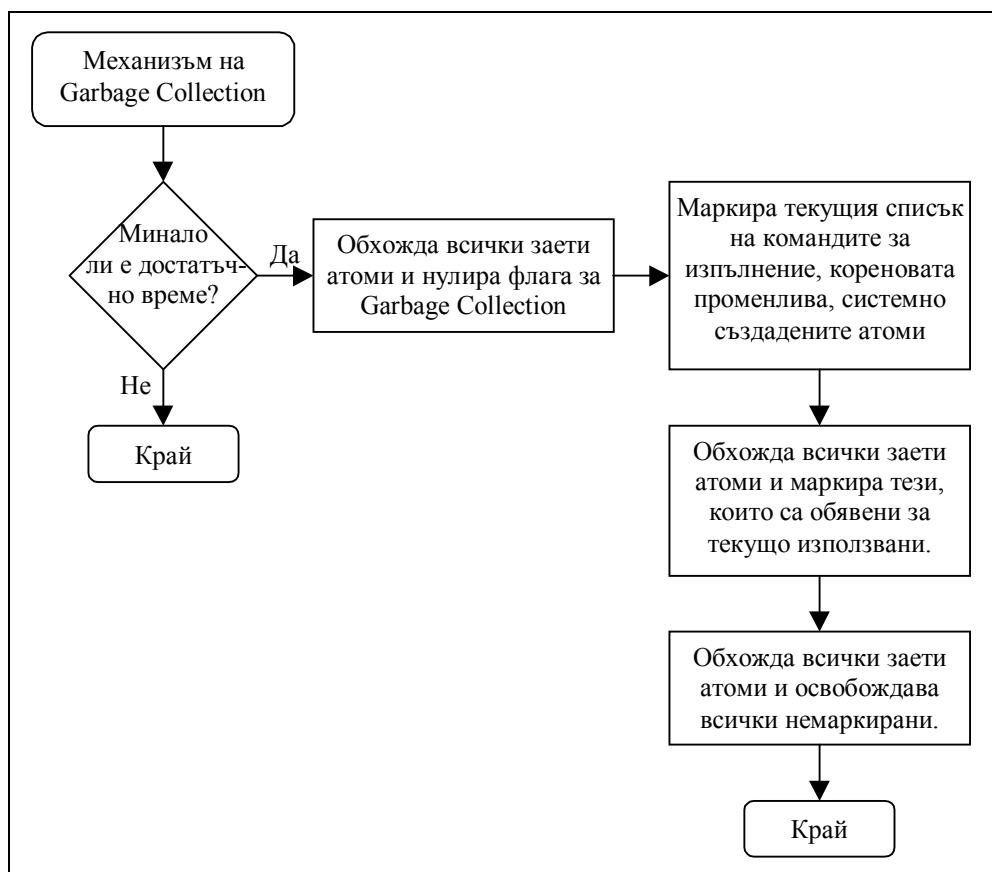 Механизъм на
Garbage Collection
Минало
ли е достатъч-
но време?
Да
Не
Край
Обхожда всички заети
атоми и нулира флага за
Garbage Collection
Маркира текущия списък
на командите за
изпълнение, кореновата
променлива, системно
създадените атоми
Обхожда всички заети
атоми и маркира тези,
които са обявени за
текущо използвани.
Обхожда всички заети
атоми и освобождава
всички немаркирани.
Край